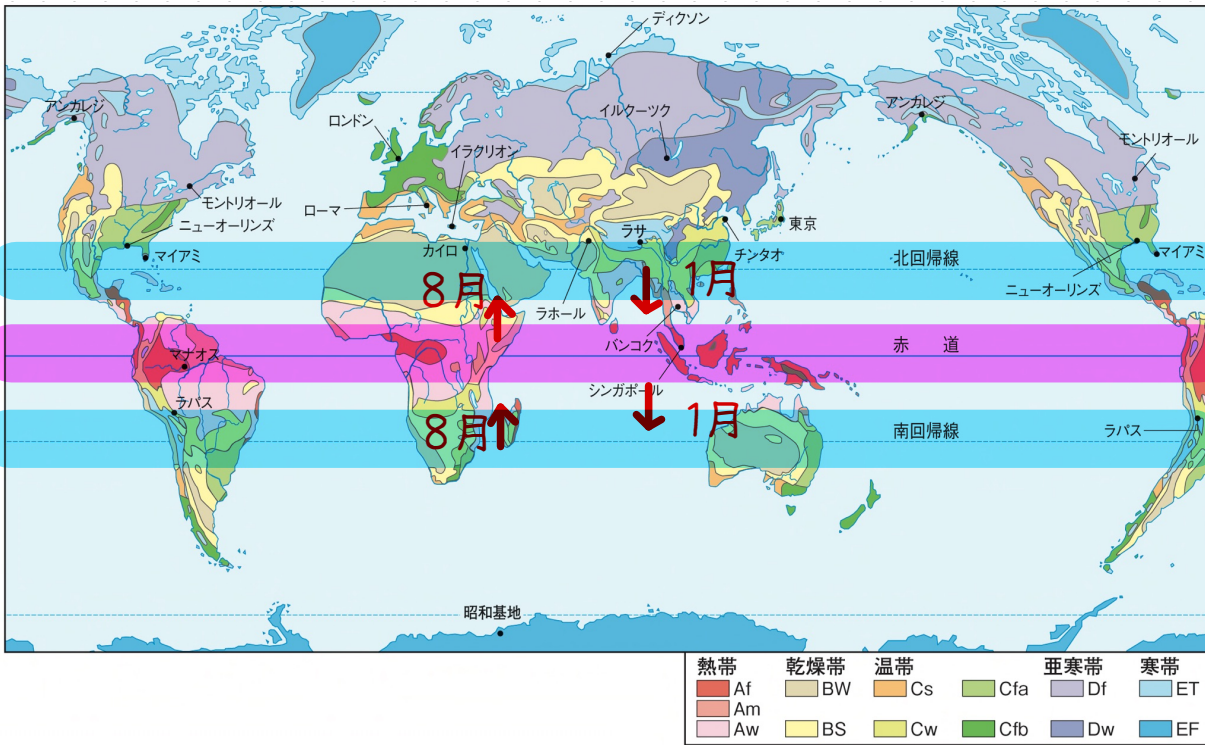 ディクソン
アンカレジ
ロンドン
イルクーツク
アンカレジ
イラクリオン
モントリオール
モントリオール
ニューオーリンズ
ローマ
東京
カイロ
ラサ
チンタオ
マイアミ
北回帰線
マイアミ
8月
1月
ニューオーリンズ
ラホール
バンコク
赤道
マナオス
シンガポール
ラパス
8月
1月
南回帰線
ラパス
昭和基地
熱帯 乾燥帯 温帯 亜寒帯 寒帯
Af BW Cs Cfa Df ET
Am
Aw BS Cw Cfb Dw EF